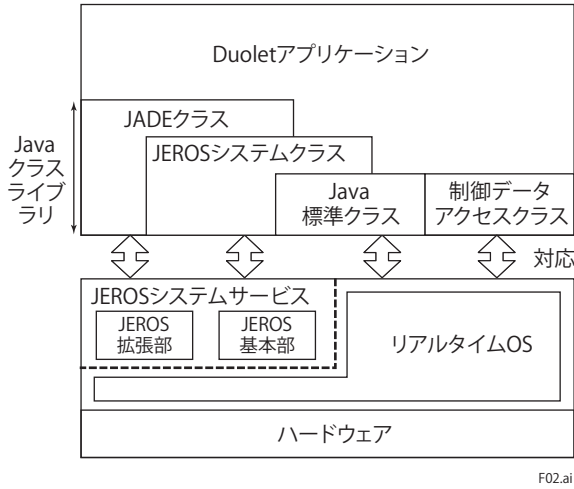 Duoletアプリケーション
JADEクラス
JEROSシステムクラス
Java
クラス
ライブ
ラリ
Java
標準クラス
制御データ
アクセスクラス
対応
JEROSシステムサービス
JEROS
拡張部
JEROS
基本部
リアルタイムOS
ハードウェア
F02.ai